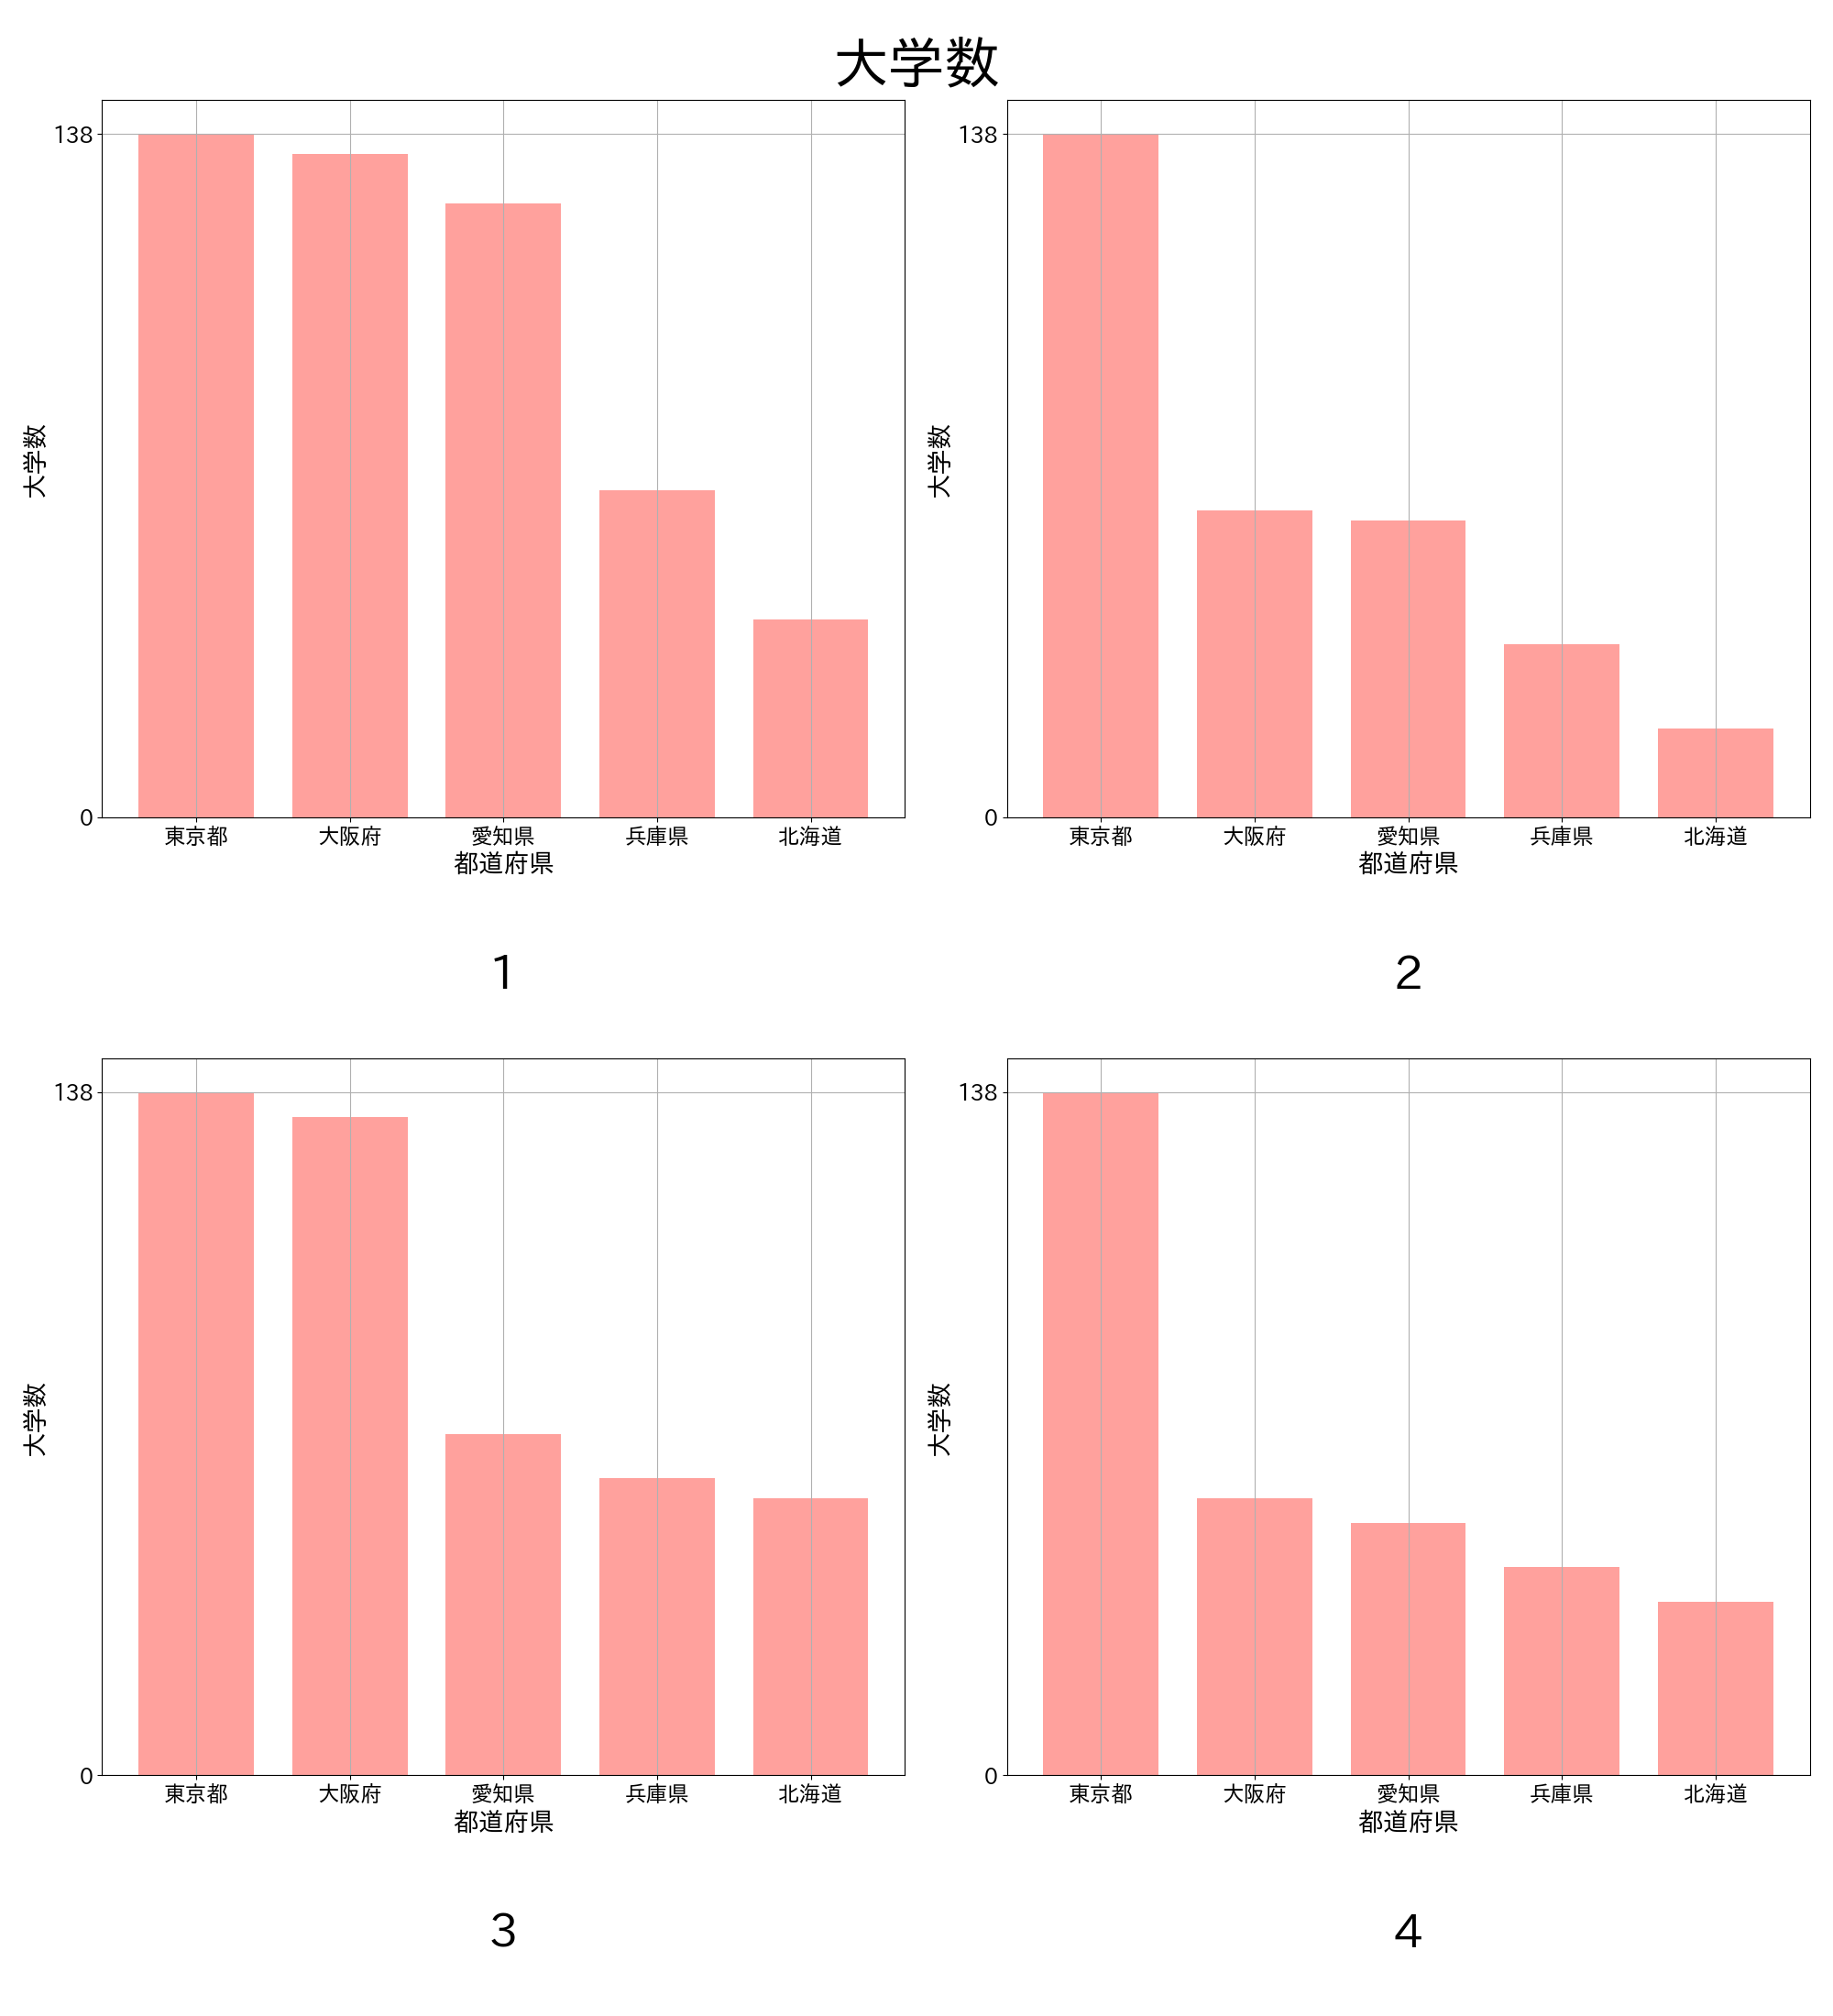 大学数
138
0
大学数
東京都 大阪府 愛知県 兵庫県 北海道
都道府県
1
138
0
大学数
東京都 大阪府 愛知県 兵庫県 北海道
都道府県
2
138
0
大学数
東京都 大阪府 愛知県 兵庫県 北海道
都道府県
3
138
0
大学数
東京都 大阪府 愛知県 兵庫県 北海道
都道府県
4